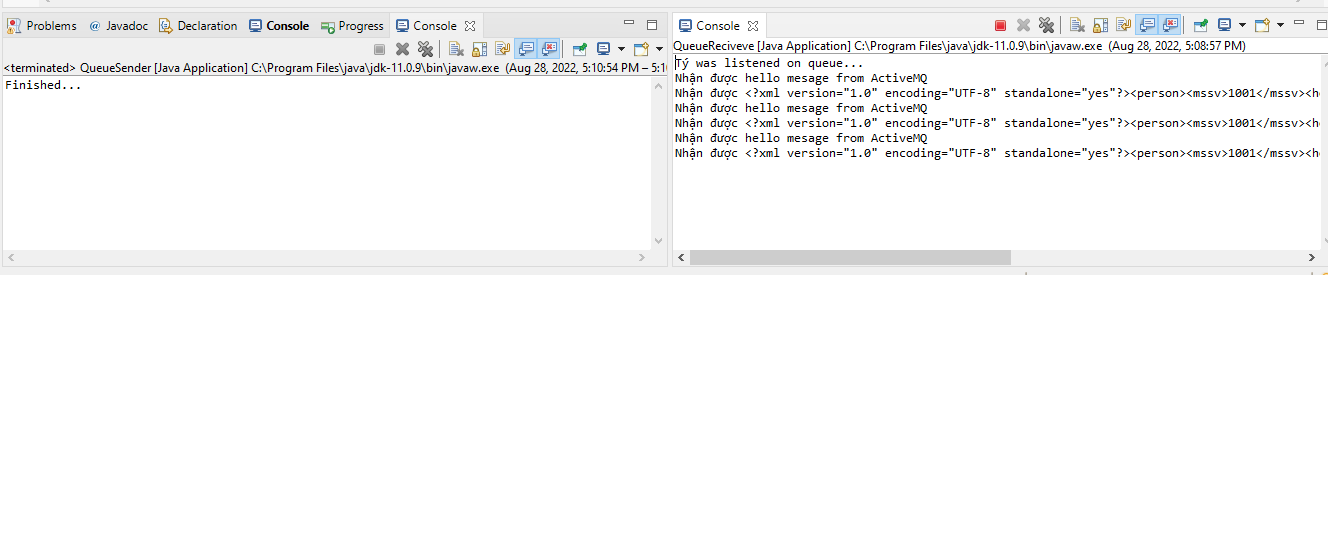 Problems @ Javadoc Declaration Console Progress Console
<terminated> QueueSender [Java Application] C:\Program Files\java\jdk-11.0.9\bin\javaw.exe (Aug 28, 2022, 5:10:54 PM – 5:10
Finished...
Console
QueueReciveve [Java Application] C:\Program Files\java\jdk-11.0.9\bin\javaw.exe (Aug 28, 2022, 5:08:57 PM)
Tý was listened on queue...
Nhận được hello mesage from ActiveMQ
Nhận được <?xml version="1.0" encoding="UTF-8" standalone="yes"?><person><mssv>1001</mssv><ho
Nhận được hello mesage from ActiveMQ
Nhận được <?xml version="1.0" encoding="UTF-8" standalone="yes"?><person><mssv>1001</mssv><ho
Nhận được hello mesage from ActiveMQ
Nhận được <?xml version="1.0" encoding="UTF-8" standalone="yes"?><person><mssv>1001</mssv><ho